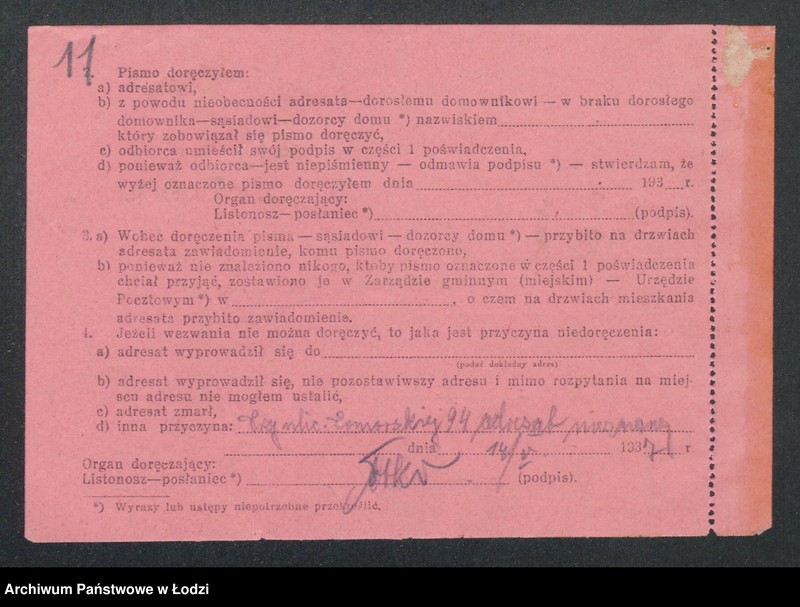 11
2. Pismo doręczyłem:
a) adresatowi,
b) z powodu nieobecności adresata—dorosłemu domownikowi — w braku dorosłego
domownika—sąsiadowi—dozorcy domu *) nazwiskiem
który zobowiązał się pismo doręczyć,
c) odbiorca umieścił swój podpis w części 1 poświadczenia,
d) ponieważ odbiorca—jest niepiśmienny — odmawia podpisu *) — stwierdzam, że
wyżej oznaczone pismo doręczyłem dnia 193 r.
Organ doręczający:
Listonosz—posłaniec *) (podpis).
3. a) Wobec doręczenia pisma — sąsiadowi — dozorcy domu *) — przybito na drzwiach
adresata zawiadomienie, komu pismo doręczono,
b) ponieważ nie znaleziono nikogo, ktoby pismo oznaczone w części 1 poświadczenia
chciał przyjąć, zostawiono je w Zarządzie gminnym (miejskim) — Urzędzie
Pocztowym *) w , o czem na drzwiach mieszkania
adresata przybito zawiadomienie.
4. Jeżeli wezwania nie można doręczyć, to jaka jest przyczyna niedoręczenia:
a) adresat wyprowadził się do
(podać dokładny adres)
b) adresat wyprowadził się, nie pozostawiwszy adresu i mimo rozpytania na miej-
scu adresu nie mogłem ustalić,
c) adresat zmarł,
d) inna przyczyna: ulic. Pomorskiej 94 adresat nieznany
dnia 14/V 1937 r.
Organ doręczający:
Listonosz—posłaniec *) (podpis).
*) Wyrazy lub ustępy niepotrzebne przekreślić.
Archiwum Państwowe w Łodzi